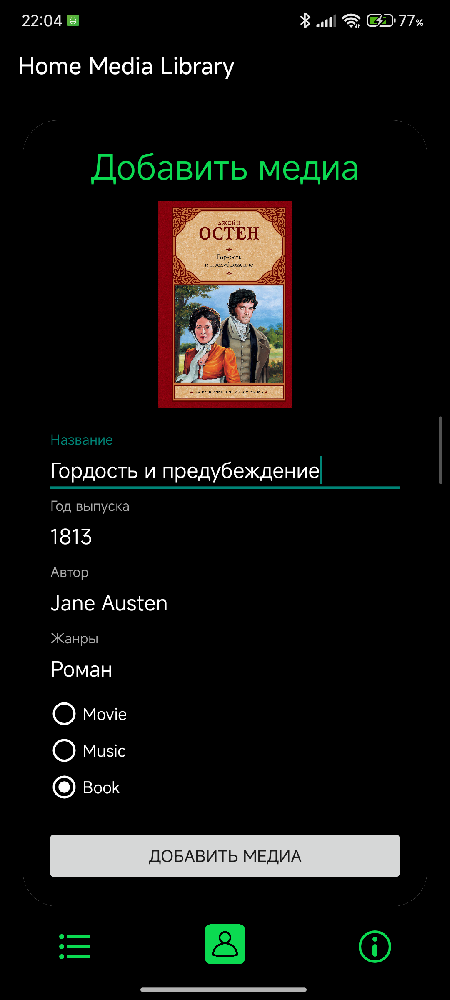 22:04
77%
Home Media Library
Добавить медиа
ДЖЕЙН
ОСТЕН
Гордость
и предубеждение
ЗАРУБЕЖНАЯ КЛАССИКА
Название
Гордость и предубеждение
Год выпуска
1813
Автор
Jane Austen
Жанры
Роман
Movie
Music
Book
ДОБАВИТЬ МЕДИА